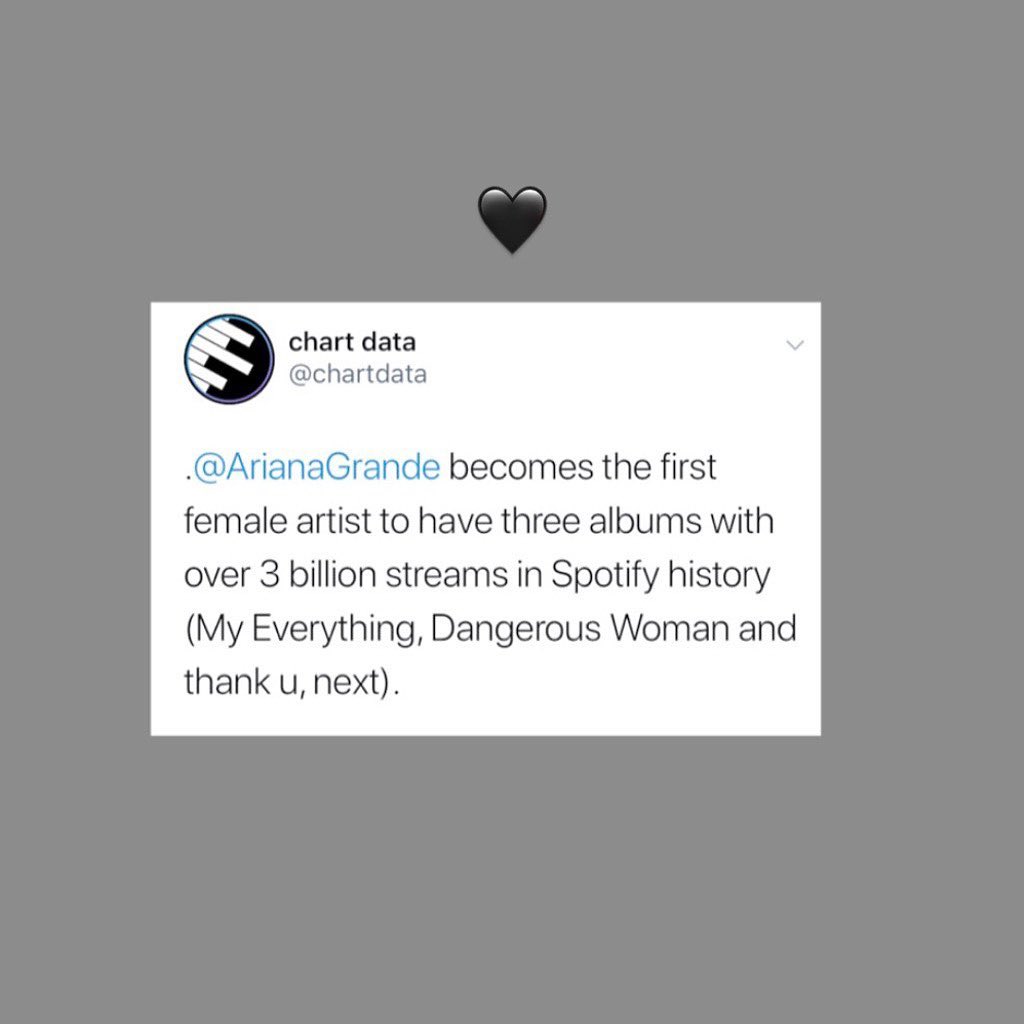 🖤
chart data
@chartdata
.@ArianaGrande becomes the first
female artist to have three albums with
over 3 billion streams in Spotify history
(My Everything, Dangerous Woman and
thank u, next).